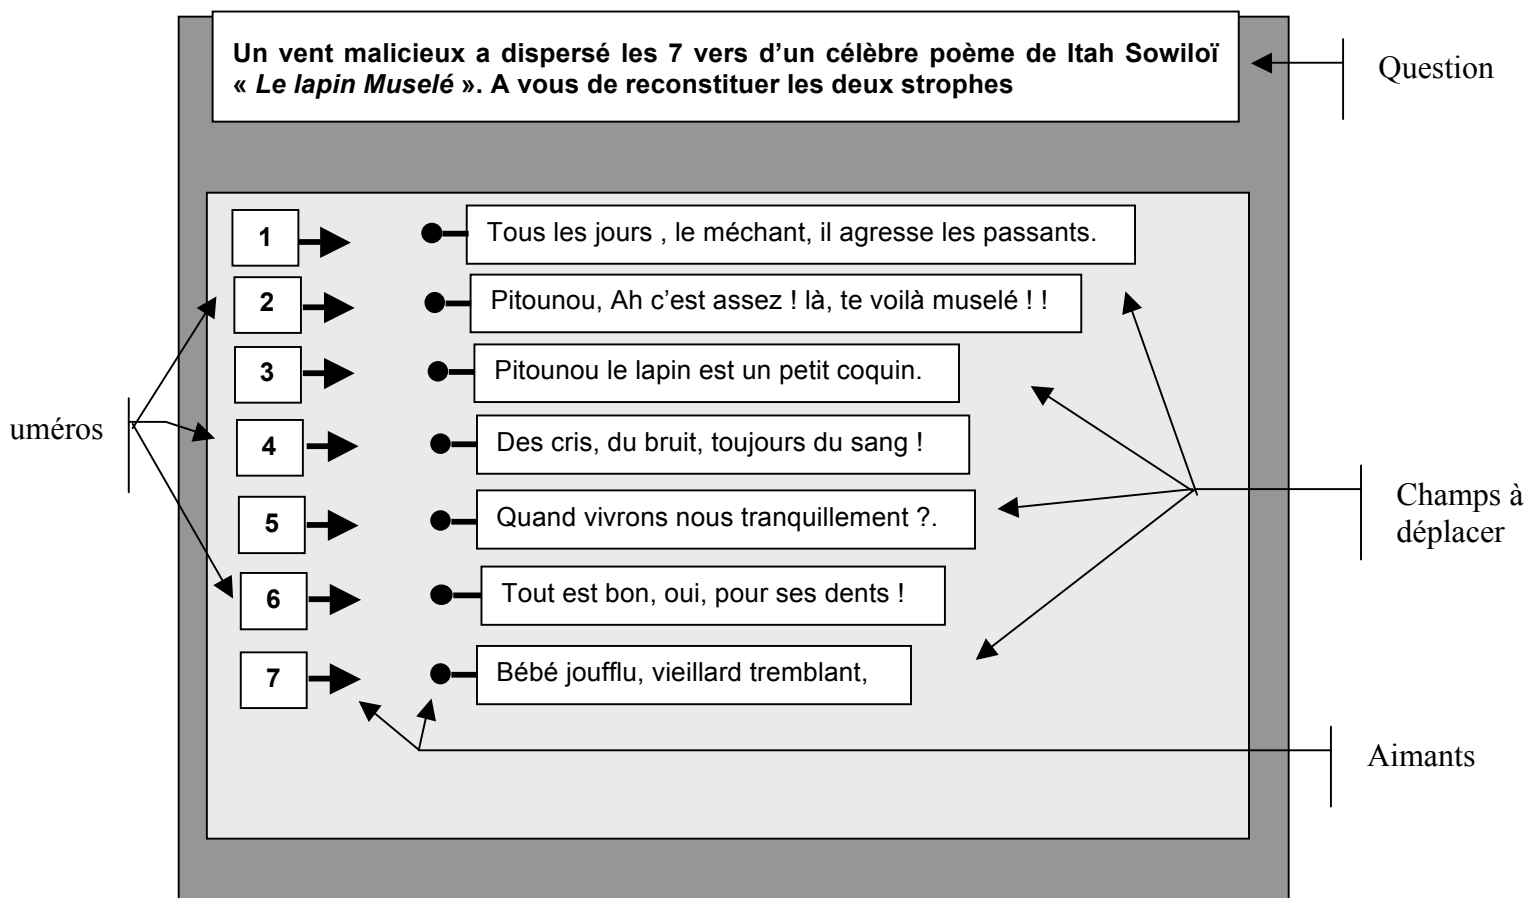 Un vent malicieux a dispersé les 7 vers d’un célèbre poème de Itah Sowiloï
« Le lapin Muselé ». A vous de reconstituer les deux strophes
Question
1 Tous les jours , le méchant, il agresse les passants.
2 Pitounou, Ah c’est assez ! là, te voilà muselé ! !
3 Pitounou le lapin est un petit coquin.
uméros
4 Des cris, du bruit, toujours du sang !
5 Quand vivrons nous tranquillement ?.
Champs à
déplacer
6 Tout est bon, oui, pour ses dents !
7 Bébé joufflu, vieillard tremblant,
Aimants